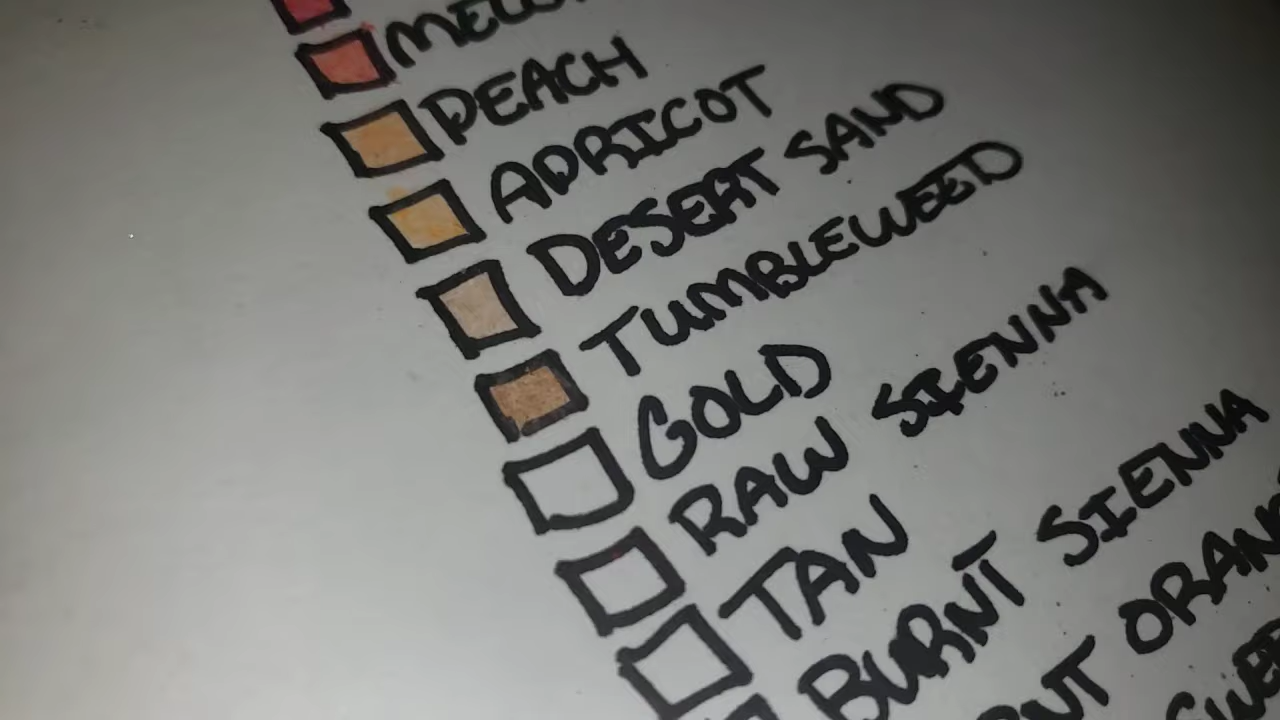 PEACH
APRICOT
DESERT SAND
TUMBLEWEED
GOLD
RAW SIENNA
TAN
BURNT SIENNA